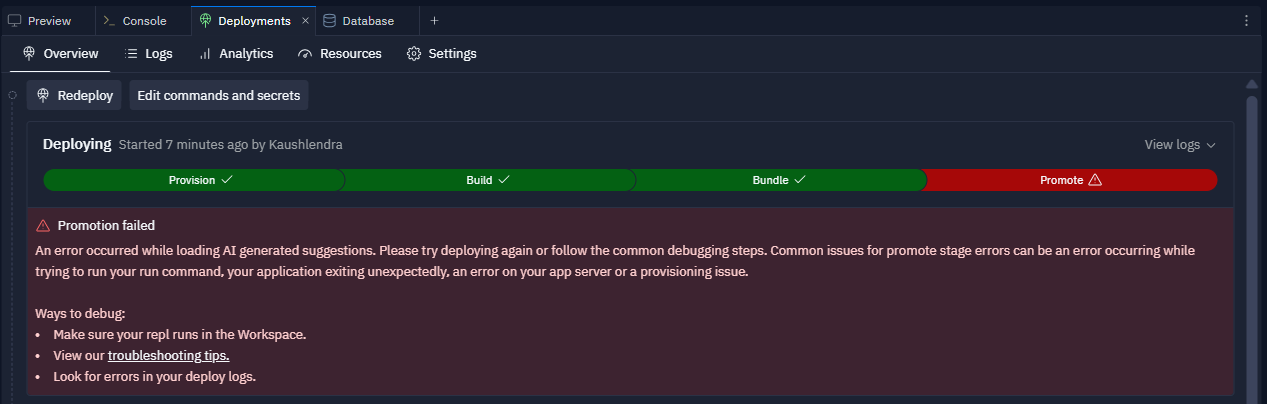 Preview Console Deployments Database
Overview Logs Analytics Resources Settings
Redeploy Edit commands and secrets
Deploying Started 7 minutes ago by Kaushlendra View logs
Provision Build Bundle Promote
Promotion failed
An error occurred while loading AI generated suggestions. Please try deploying again or follow the common debugging steps. Common issues for promote stage errors can be an error occurring while
trying to run your run command, your application exiting unexpectedly, an error on your app server or a provisioning issue.
Ways to debug:
• Make sure your repl runs in the Workspace.
• View our troubleshooting tips.
• Look for errors in your deploy logs.